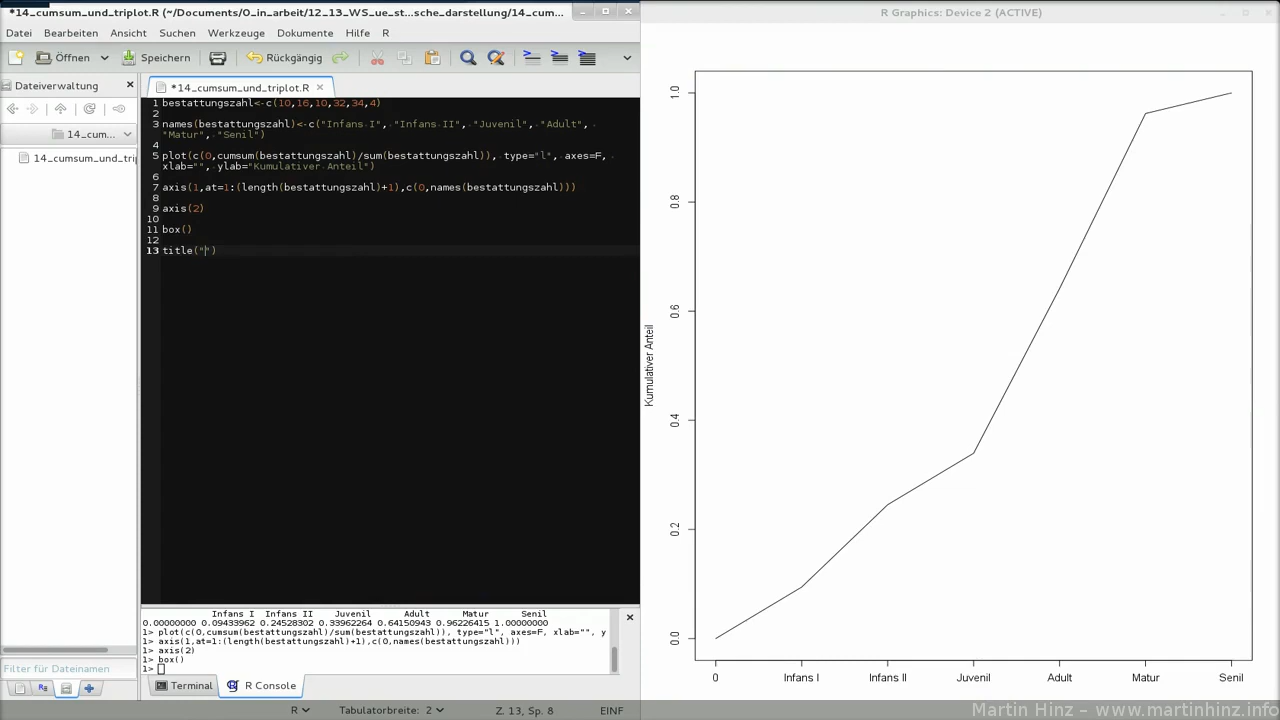 *14_cumsum_und_triplot.R (~/Documents/O_in_arbeit/12_13_WS_ue_st...sche_darstellung/14_cum...
Datei Bearbeiten Ansicht Suchen Werkzeuge Dokumente Hilfe R
Öffnen Speichern Rückgängig
Dateiverwaltung
14_cum...
14_cumsum_und_trip
Filter für Dateinamen
*14_cumsum_und_triplot.R
1 bestattungszahl<-c(10,16,10,32,34,4)
2
3 names(bestattungszahl)<-c("Infans I", "Infans II", "Juvenil", "Adult",
"Matur", "Senil")
4
5 plot(c(0,cumsum(bestattungszahl)/sum(bestattungszahl)), type="l", axes=F,
xlab="", ylab="Kumulativer Anteil")
6
7 axis(1,at=1:(length(bestattungszahl)+1),c(0,names(bestattungszahl)))
8
9 axis(2)
10
11 box()
12
13 title("")
Infans I Infans II Juvenil Adult Matur Senil
0.00000000 0.09433962 0.24528302 0.33962264 0.64150943 0.96226415 1.00000000
1> plot(c(0,cumsum(bestattungszahl)/sum(bestattungszahl)), type="l", axes=F, xlab="", y
1> axis(1,at=1:(length(bestattungszahl)+1),c(0,names(bestattungszahl)))
1> axis(2)
1> box()
1>
Terminal R Console
R Tabulatorbreite: 2 Z. 13, Sp. 8 EINF
R Graphics: Device 2 (ACTIVE)
Kumulativer Anteil
1.0
0.8
0.6
0.4
0.2
0.0
0 Infans I Infans II Juvenil Adult Matur Senil
Martin Hinz - www.martinhinz.info